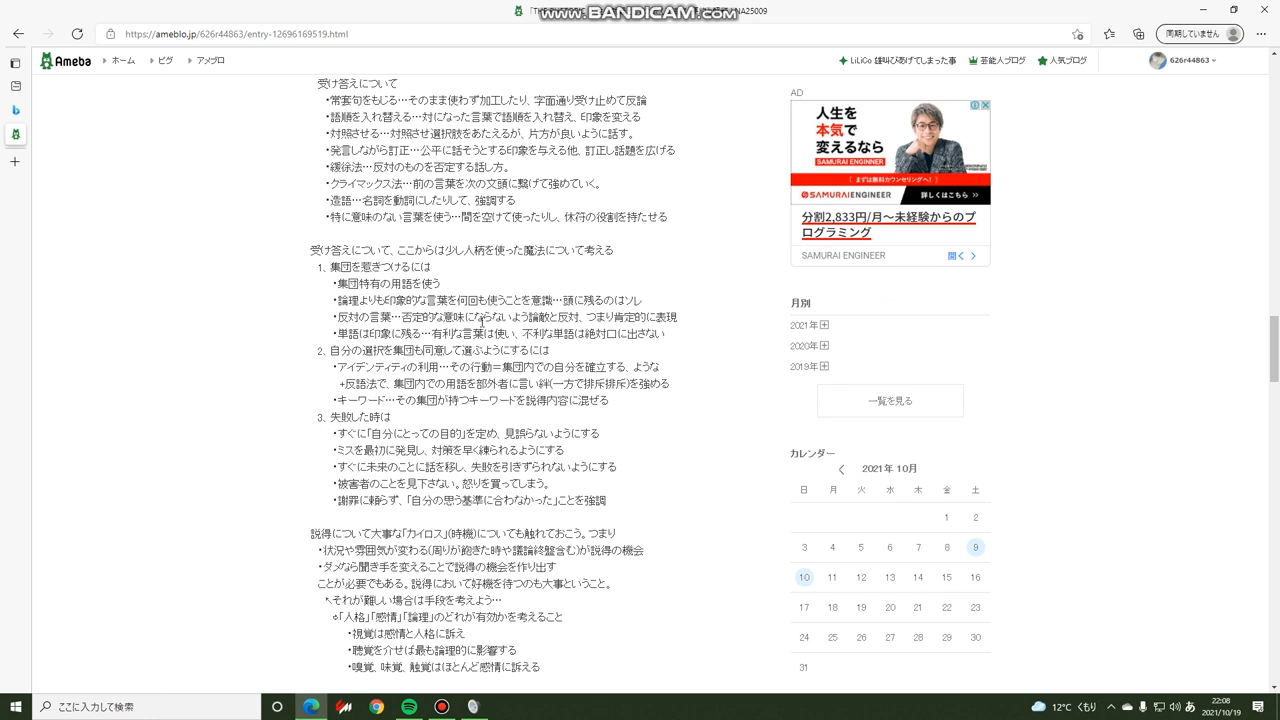 「TH
NA25009
www.BANDICAM.com
https://ameblo.jp/626r44863/entry-12696169519.html
同期していません
Ameba ホーム ピグ アメブロ
LiLiCo 雄叫びあげてしまった事 芸能人ブログ 人気ブログ
626r44863
受け答えについて
・常套句をもじる…そのまま使わず加工したり、字面通り受け止めて反論
・語順を入れ替える…対になった言葉で語順を入れ替え、印象を変える
・対照させる…対照させ選択肢をあたえるが、片方が良いように話す。
・発言しながら訂正…公平に話そうとする印象を与える他、訂正し話題を広げる
・緩徐法…反対のものを否定する話し方。
・クライマックス法…前の言葉を次の文頭に繋げて強めていく。
・造語…名詞を動詞にしたりして、強調する
・特に意味のない言葉を使う…間を空けて使ったりし、休符の役割を持たせる
受け答えについて、ここからは少し人柄を使った魔法について考える
1、集団を惹きつけるには
・集団特有の用語を使う
・論理よりも印象的な言葉を何回も使うことを意識…頭に残るのはソレ
・反対の言葉…否定的な意味にならないよう論敵と反対、つまり肯定的に表現
・単語は印象に残る…有利な言葉は使い、不利な単語は絶対口に出さない
2、自分の選択を集団も同意して選ぶようにするには
・アイデンティティの利用…その行動＝集団内での自分を確立する、ような
+反語法で、集団内での用語を部外者に言い絆(一方で排斥排斥)を強める
・キーワード…その集団が持つキーワードを説得内容に混ぜる
3、失敗した時は
・すぐに「自分にとっての目的」を定め、見誤らないようにする
・ミスを最初に発見し、対策を早く練られるようにする
・すぐに未来のことに話を移し、失敗を引きずられないようにする
・被害者のことを見下さない。怒りを買ってしまう。
・謝罪に頼らず、「自分の思う基準に合わなかった」ことを強調
説得について大事な「カイロス」(時機)についても触れておこう。つまり
・状況や雰囲気が変わる(周りが飽きた時や議論終盤含む)が説得の機会
・ダメなら聞き手を変えることで説得の機会を作り出す
ことが必要でもある。説得において好機を待つのも大事ということ。
↖それが難しい場合は手段を考えよう…
「人格」「感情」「論理」のどれが有効かを考えること
・視覚は感情と人格に訴え
・聴覚を介せば最も論理的に影響する
・嗅覚、味覚、触覚はほとんど感情に訴える
AD
人生を
本気で
変えるなら
SAMURAI ENGINEER
まずは無料カウンセリングへ!
SAMURAIENGINEER 詳しくはこちら >>
分割2,833円/月～未経験からのプ
ログラミング
SAMURAI ENGINEER 開く
月別
2021年
2020年
2019年
一覧を見る
カレンダー
2021年 10月
日 月 火 水 木 金 土
1 2
3 4 5 6 7 8 9
10 11 12 13 14 15 16
17 18 19 20 21 22 23
24 25 26 27 28 29 30
31
ここに入力して検索
12°C くもり
22:08
2021/10/19